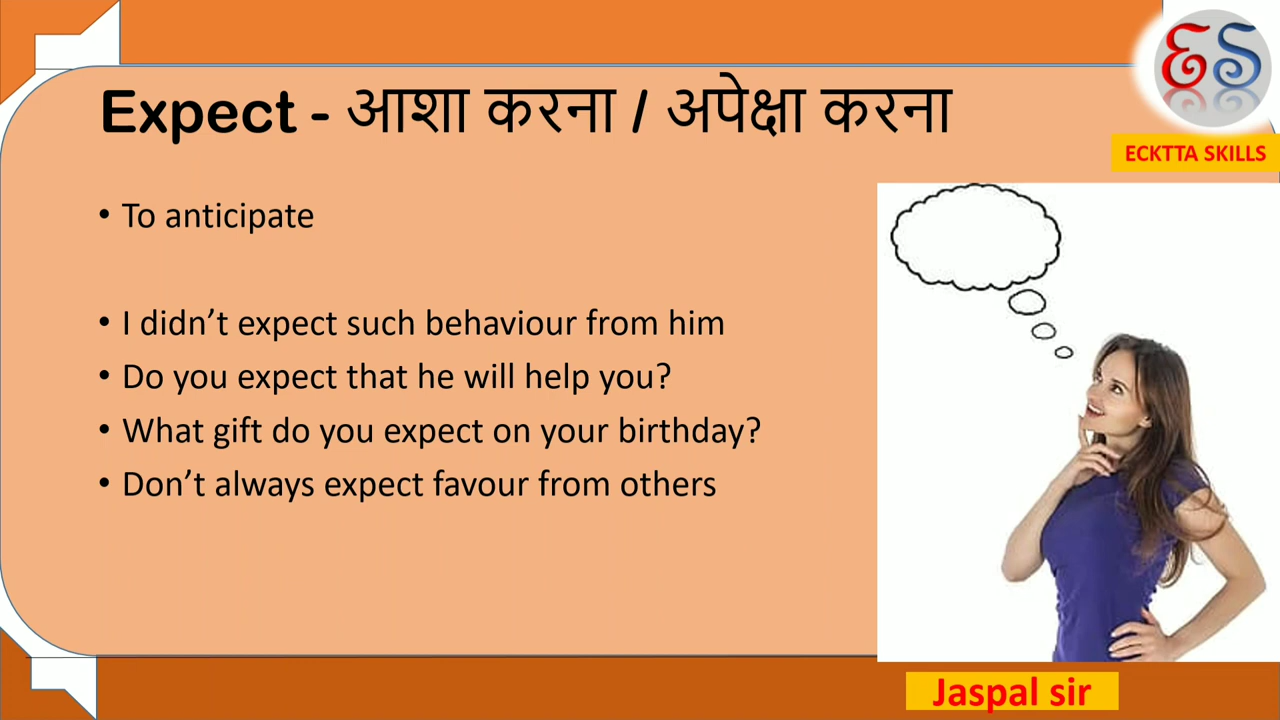 Expect - आशा करना / अपेक्षा करना
ES
ECKTTA SKILLS
• To anticipate
• I didn’t expect such behaviour from him
• Do you expect that he will help you?
• What gift do you expect on your birthday?
• Don’t always expect favour from others
Jaspal sir